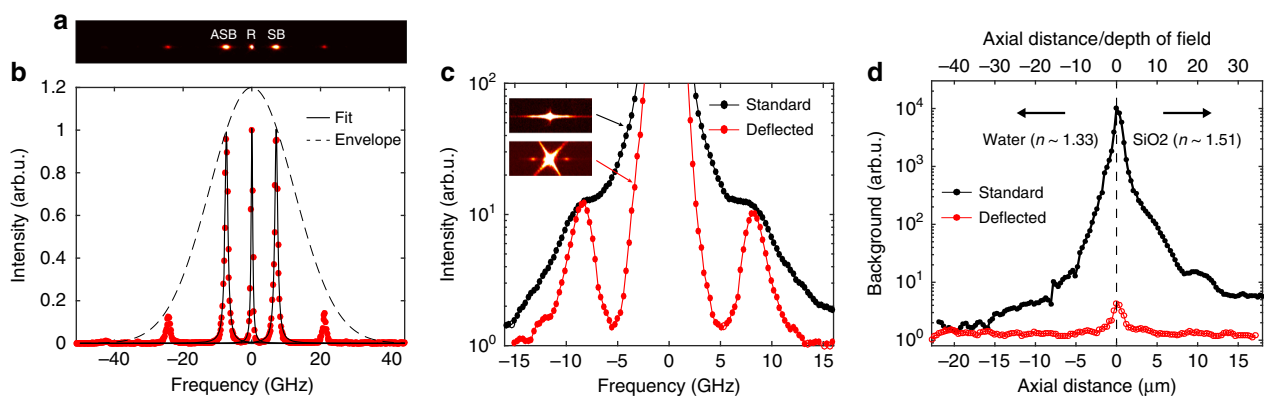 a
ASB R SB
b
1.2
1
0.8
0.6
0.4
0.2
0
Intensity (arb.u.)
Fit
Envelope
−40 −20 0 20 40
Frequency (GHz)
c
10²
10¹
10⁰
Intensity (arb.u.)
Standard
Deflected
−15 −10 −5 0 5 10 15
Frequency (GHz)
d
Axial distance/depth of field
−40 −30 −20 −10 0 10 20 30
10⁴
10³
10²
10¹
10⁰
Background (arb.u.)
Water (n ~ 1.33) SiO2 (n ~ 1.51)
Standard
Deflected
−20 −15 −10 −5 0 5 10 15
Axial distance (μm)